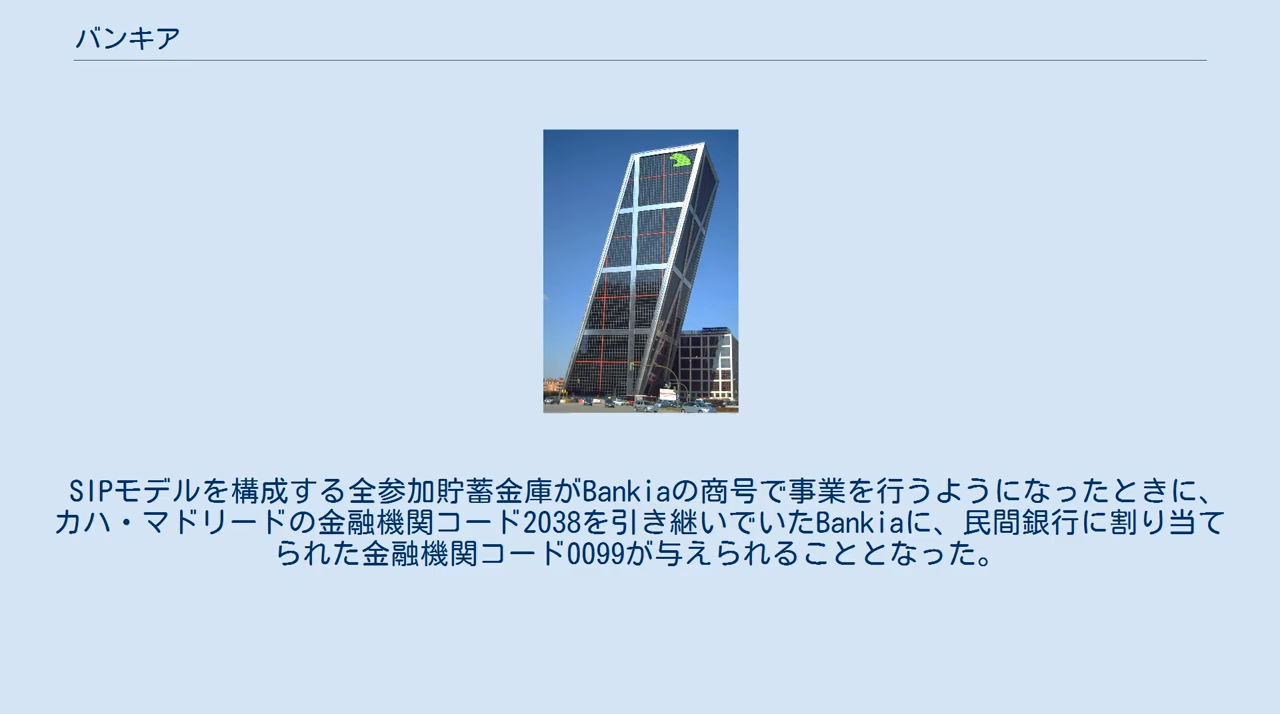 バンキア
SIPモデルを構成する全参加貯蓄金庫がBankiaの商号で事業を行うようになったときに、
カハ・マドリードの金融機関コード2038を引き継いでいたBankiaに、民間銀行に割り当て
られた金融機関コード0099が与えられることとなった。